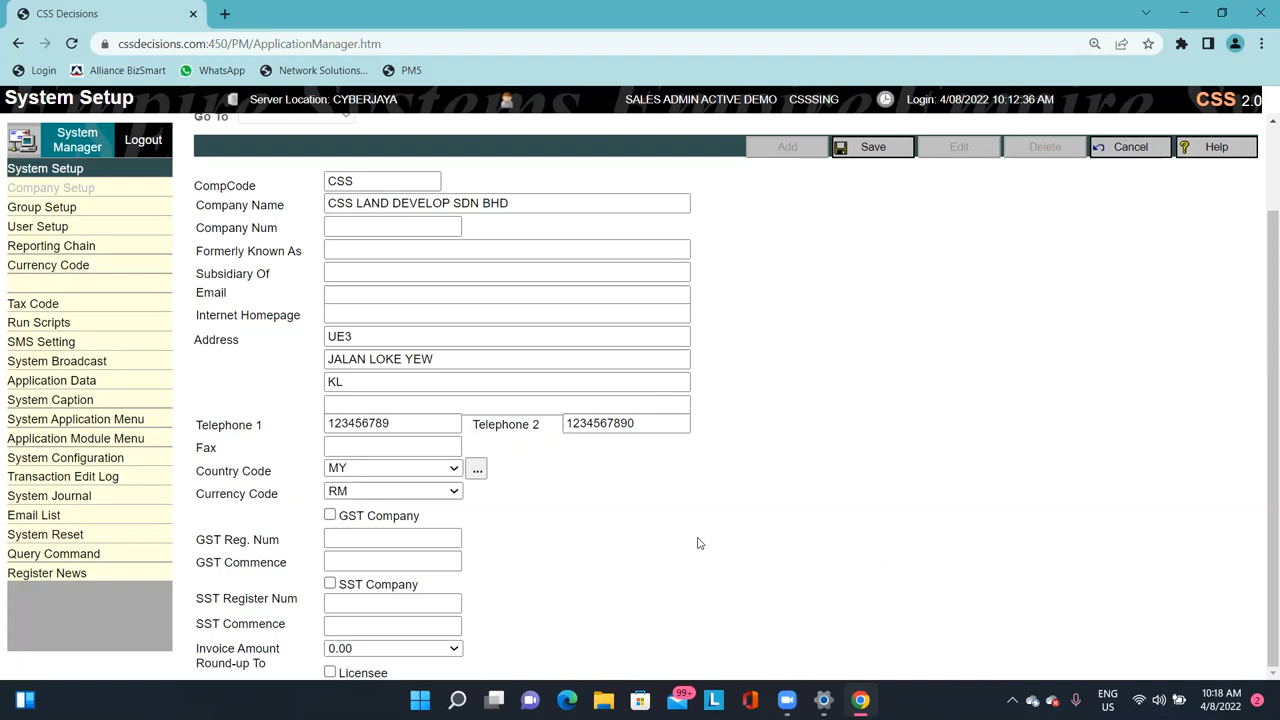 CSS Decisions
cssdecisions.com:450/PM/ApplicationManager.htm
Login
Alliance BizSmart
WhatsApp
Network Solutions...
PM5
System Setup
Server Location: CYBERJAYA
SALES ADMIN ACTIVE DEMO CSSSING
Login: 4/08/2022 10:12:36 AM
CSS 2.0
Go To
System Manager
Logout
Add
Save
Edit
Delete
Cancel
Help
System Setup
Company Setup
Group Setup
User Setup
Reporting Chain
Currency Code
Tax Code
Run Scripts
SMS Setting
System Broadcast
Application Data
System Caption
System Application Menu
Application Module Menu
System Configuration
Transaction Edit Log
System Journal
Email List
System Reset
Query Command
Register News
CompCode CSS
Company Name CSS LAND DEVELOP SDN BHD
Company Num
Formerly Known As
Subsidiary Of
Email
Internet Homepage
Address UE3
JALAN LOKE YEW
KL
Telephone 1 123456789 Telephone 2 1234567890
Fax
Country Code MY ...
Currency Code RM
GST Company
GST Reg. Num
GST Commence
SST Company
SST Register Num
SST Commence
Invoice Amount Round-up To 0.00
Licensee
99+
ENG
US
10:18 AM
4/8/2022
2